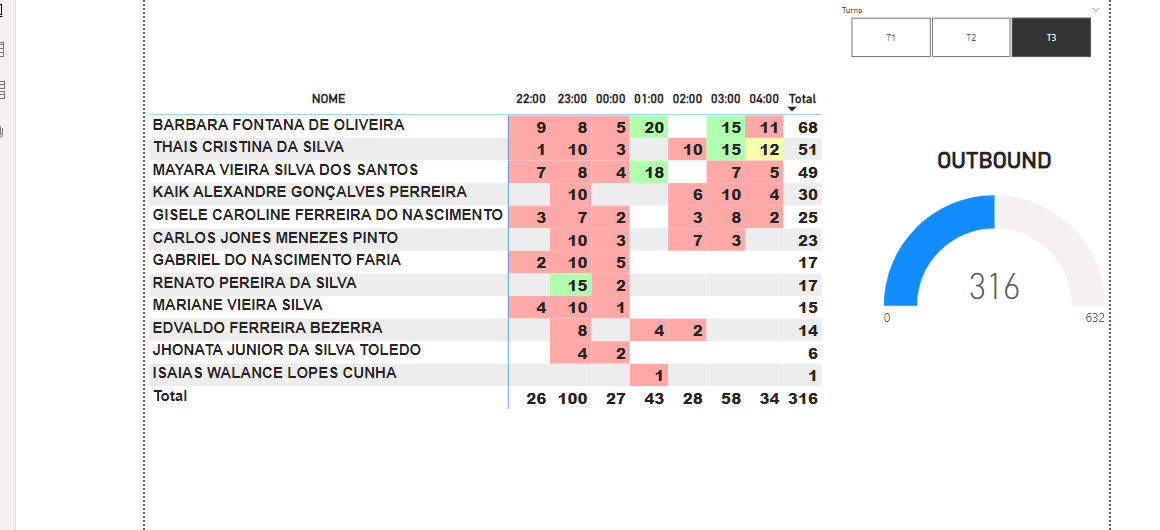 Turno
T1 T2 T3
NOME 22:00 23:00 00:00 01:00 02:00 03:00 04:00 Total
BARBARA FONTANA DE OLIVEIRA 9 8 5 20 15 11 68
THAIS CRISTINA DA SILVA 1 10 3 10 15 12 51
MAYARA VIEIRA SILVA DOS SANTOS 7 8 4 18 7 5 49
KAIK ALEXANDRE GONÇALVES PERREIRA 10 6 10 4 30
GISELE CAROLINE FERREIRA DO NASCIMENTO 3 7 2 3 8 2 25
CARLOS JONES MENEZES PINTO 10 3 7 3 23
GABRIEL DO NASCIMENTO FARIA 2 10 5 17
RENATO PEREIRA DA SILVA 15 2 17
MARIANE VIEIRA SILVA 4 10 1 15
EDVALDO FERREIRA BEZERRA 8 4 2 14
JHONATA JUNIOR DA SILVA TOLEDO 4 2 6
ISAIAS WALANCE LOPES CUNHA 1 1
Total 26 100 27 43 28 58 34 316
OUTBOUND
316
0 632